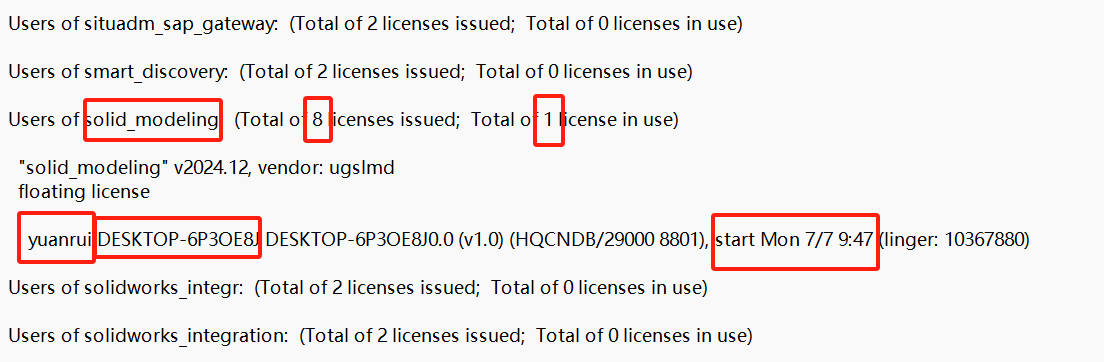 Users of situadm_sap_gateway:  (Total of 2 licenses issued;  Total of 0 licenses in use)
Users of smart_discovery:  (Total of 2 licenses issued;  Total of 0 licenses in use)
Users of solid_modeling:  (Total of 8 licenses issued;  Total of 1 license in use)
"solid_modeling" v2024.12, vendor: ugslmd
floating license
yuanrui DESKTOP-6P3OE8J DESKTOP-6P3OE8J0.0 (v1.0) (HQCNDB/29000 8801), start Mon 7/7 9:47 (linger: 10367880)
Users of solidworks_integr:  (Total of 2 licenses issued;  Total of 0 licenses in use)
Users of solidworks_integration:  (Total of 2 licenses issued;  Total of 0 licenses in use)